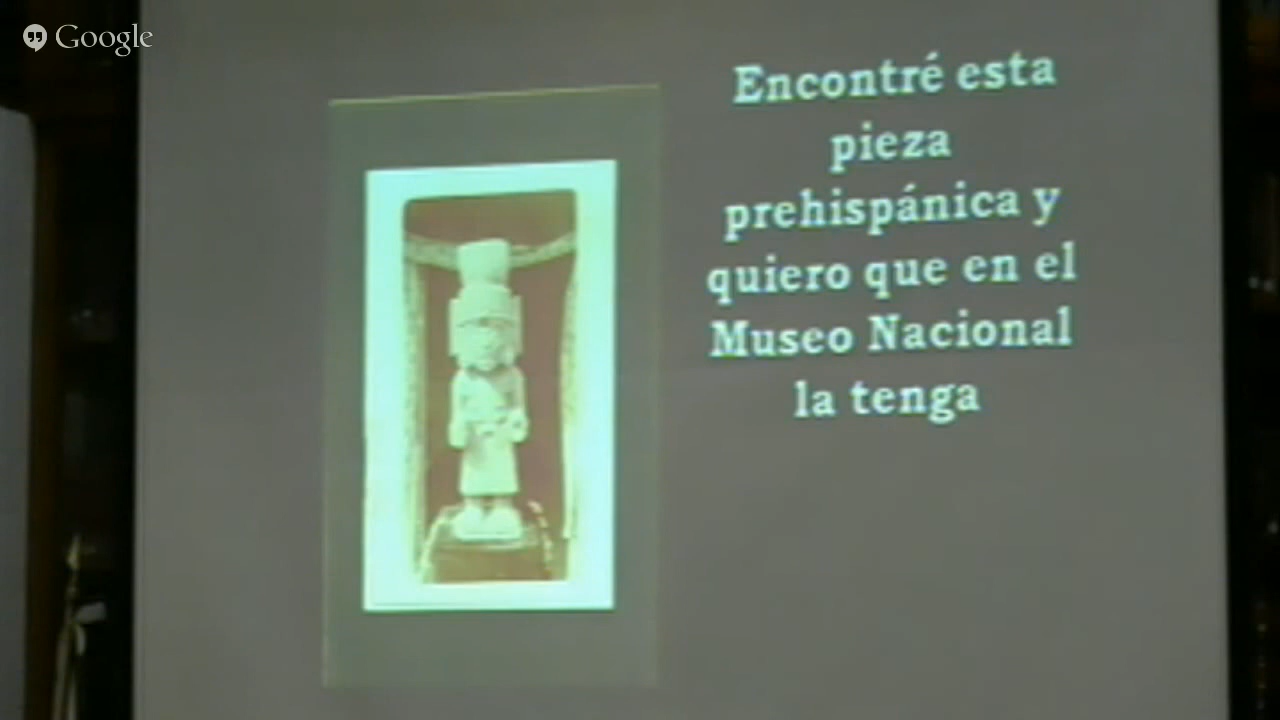 Google
Encontré esta
pieza
prehispánica y
quiero que en el
Museo Nacional
la tenga